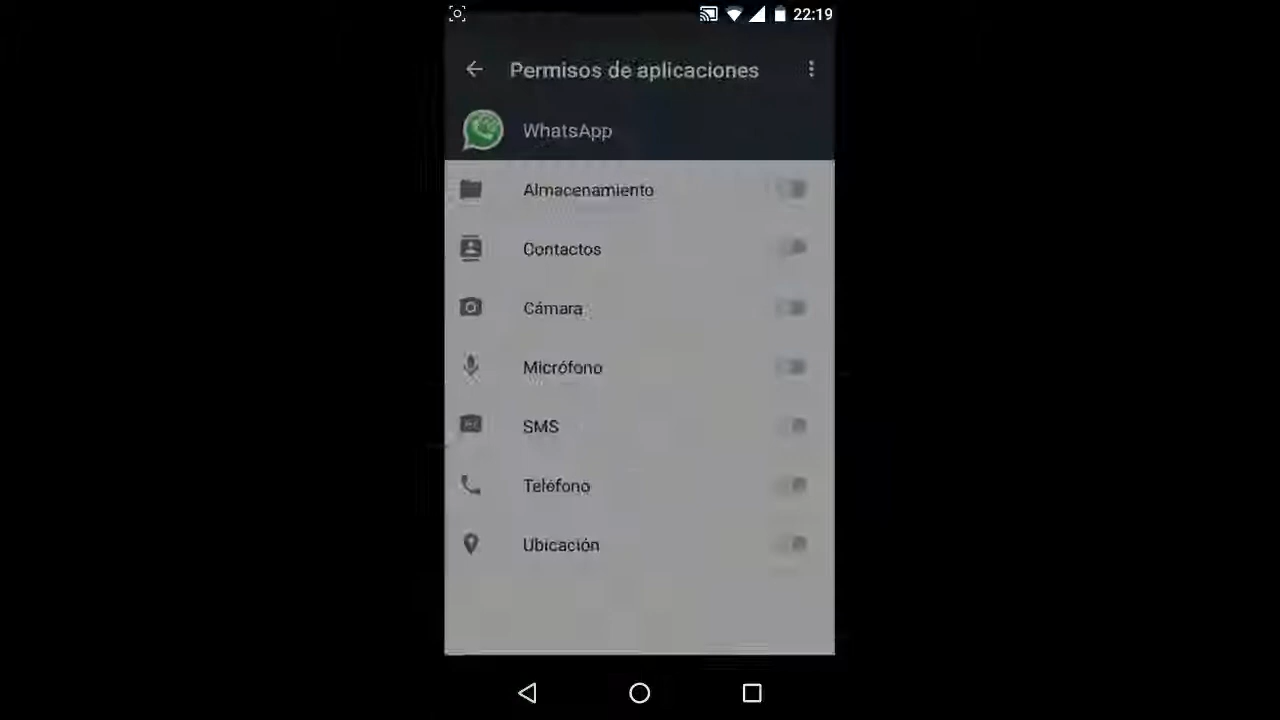 22:19
Permisos de aplicaciones
WhatsApp
Almacenamiento
Contactos
Cámara
Micrófono
SMS
Teléfono
Ubicación